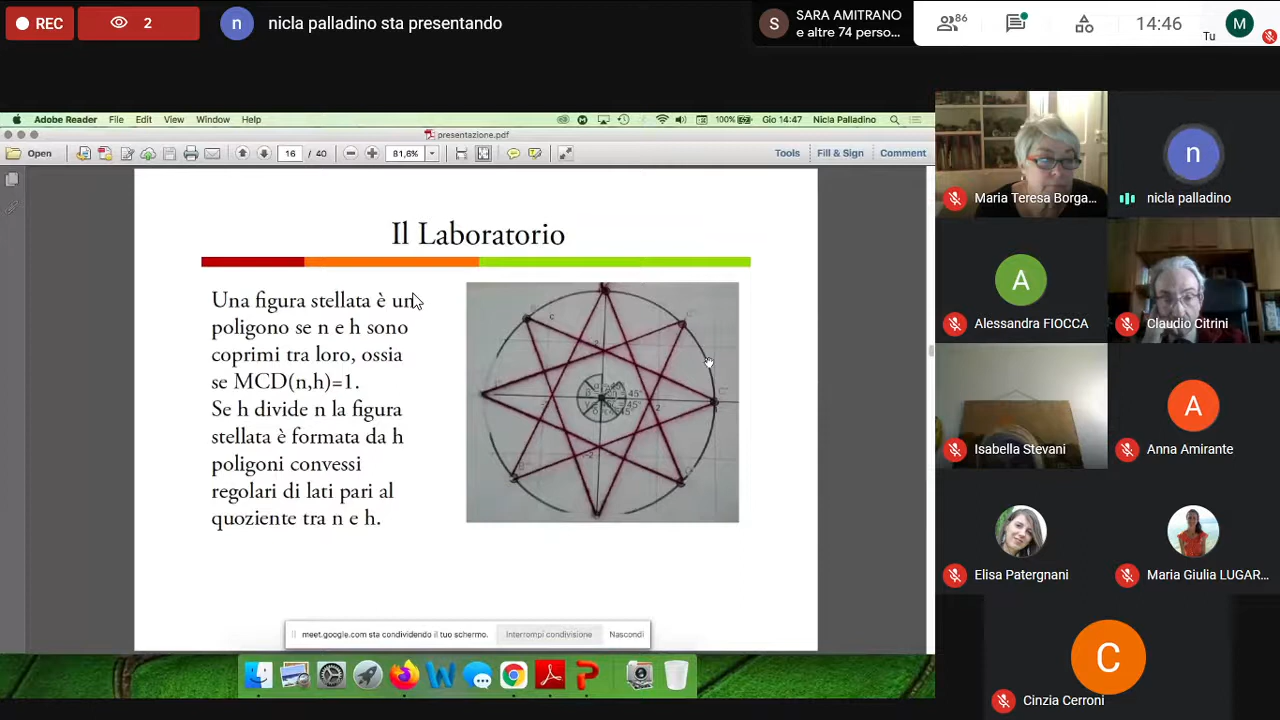 REC
2
n
nicla palladino sta presentando
S
SARA AMITRANO
e altre 74 perso...
86
14:46
Tu
M
Adobe Reader File Edit View Window Help
100%
Gio 14:47 Nicla Palladino
presentazione.pdf
Open
16 / 40
81,6%
Tools Fill & Sign Comment
Il Laboratorio
Una figura stellata è un
poligono se n e h sono
coprimi tra loro, ossia
se MCD(n,h)=1.
Se h divide n la figura
stellata è formata da h
poligoni convessi
regolari di lati pari al
quoziente tra n e h.
meet.google.com sta condividendo il tuo schermo.
Interrompi condivisione
Nascondi
Maria Teresa Borga...
n
nicla palladino
A
Alessandra FIOCCA
Claudio Citrini
Isabella Stevani
A
Anna Amirante
Elisa Patergnani
Maria Giulia LUGAR...
C
Cinzia Cerroni